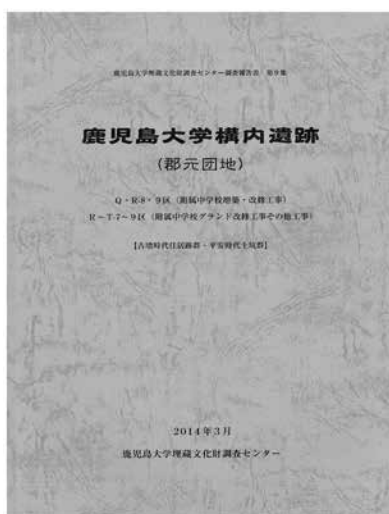 鹿児島大学埋蔵文化財調査センター調査報告書 第9集
鹿児島大学構内遺跡
（郡元団地）
Q・R-8・9区（附属中学校増築・改修工事）
R～T-7～9区（附属中学校グランド改修工事その他工事）
【古墳時代住居跡群・平安時代土坑群】
2014年3月
鹿児島大学埋蔵文化財調査センター